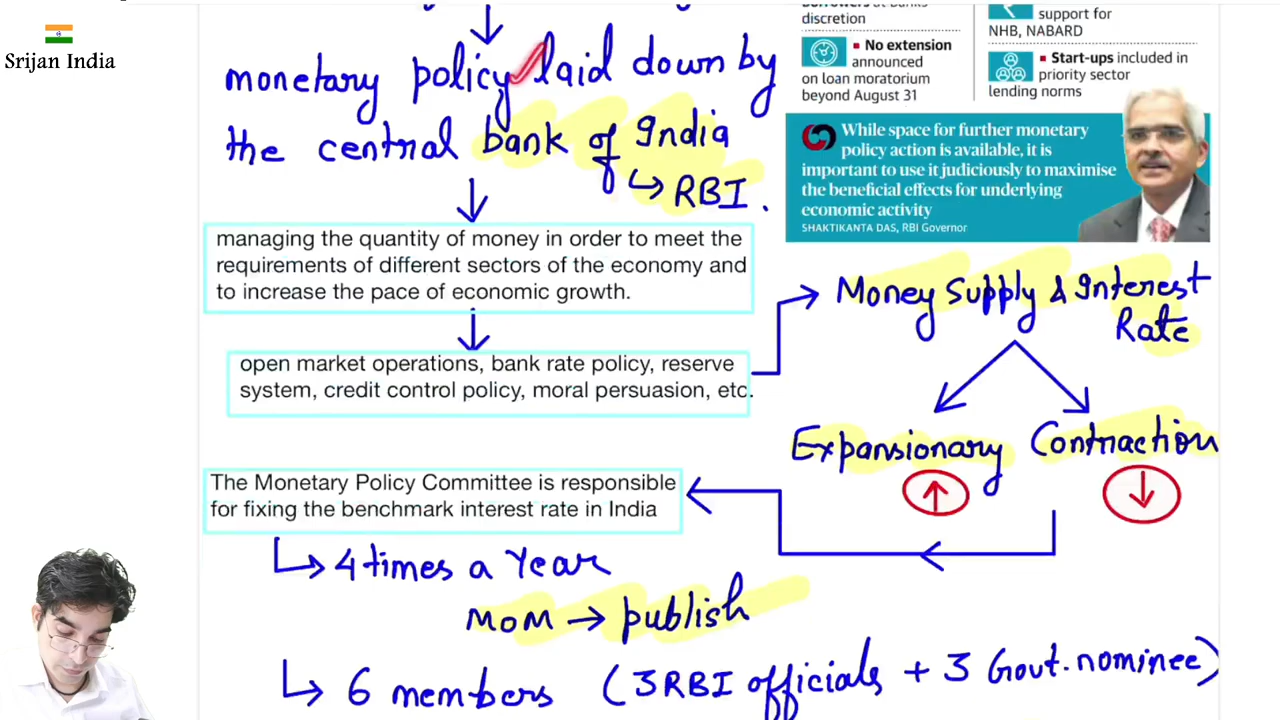 Srijan India
monetary policy laid down by
the central bank of India
↳ RBI.
managing the quantity of money in order to meet the
requirements of different sectors of the economy and
to increase the pace of economic growth.
open market operations, bank rate policy, reserve
system, credit control policy, moral persuasion, etc.
The Monetary Policy Committee is responsible
for fixing the benchmark interest rate in India
4 times a Year
MOM → publish
6 members (3 RBI officials + 3 Govt. nominee)
discretion
No extension
announced
on loan moratorium
beyond August 31
support for
NHB, NABARD
Start-ups included in
priority sector
lending norms
While space for further monetary
policy action is available, it is
important to use it judiciously to maximise
the beneficial effects for underlying
economic activity
SHAKTIKANTA DAS, RBI Governor
Money Supply & Interest
Rate
Expansionary Contraction
↑ ↓